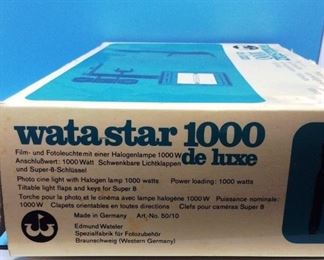 1000
de luxe
watastar 1000
de luxe
Film- und Fotoleuchte mit einer Halogenlampe 1000 W
Anschlußwert: 1000 Watt Schwenkbare Lichtklappen
und Super-8-Schlüssel
Photo cine light with Halogen lamp 1000 watts Power loading: 1000 watts
Tiltable light flaps and keys for Super 8
Torche pour la photo et le cinéma avec lampe halogène 1000 W Puissance nominale:
1000 W Clapets orientables en toutes directions Clefs pour caméras Super 8
Made in Germany Art.-No. 50/10
Edmund Wateler
Spezialfabrik für Fotozubehör
Braunschweig (Western Germany)